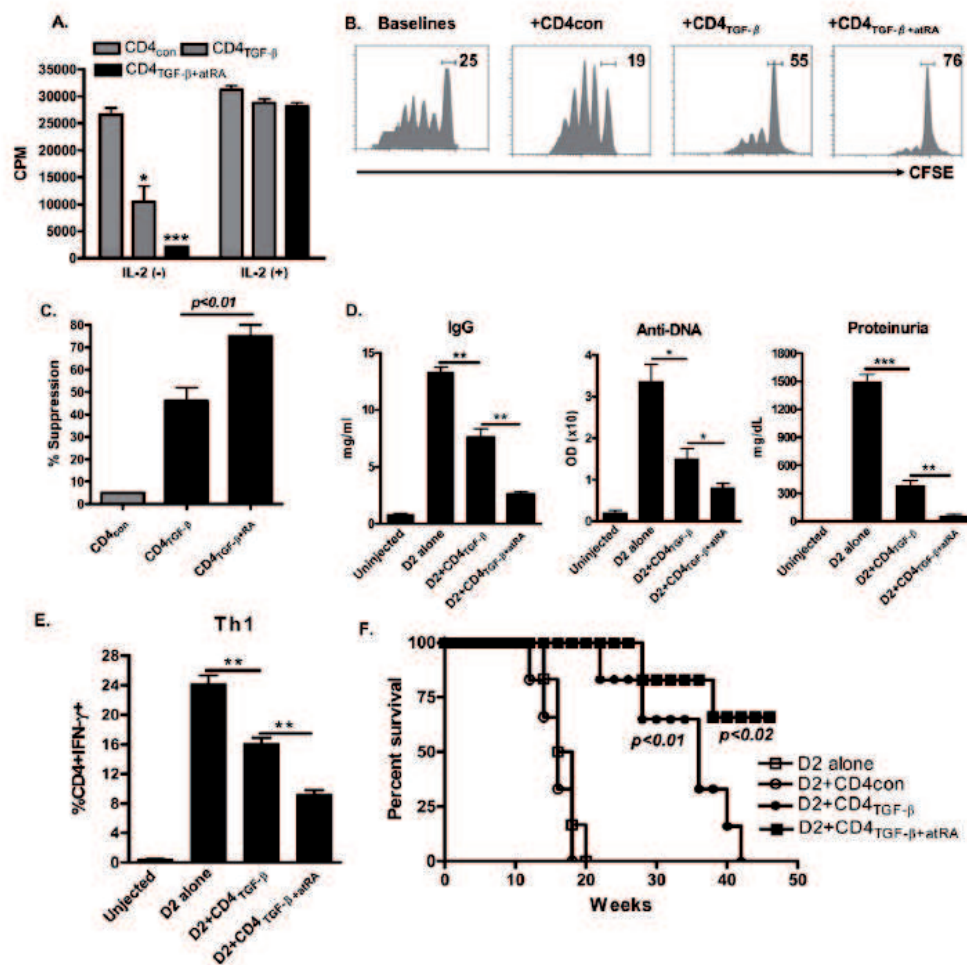 A.
CD4con CD4TGF-β
CD4TGF-β+atRA
35000
30000
25000
20000
15000
10000
5000
0
CPM
*
***
IL-2 (-) IL-2 (+)
B.
Baselines +CD4con +CD4TGF-β +CD4TGF-β+atRA
25 19 55 76
CFSE
C.
p<0.01
80
70
60
50
40
30
20
10
0
% Suppression
CD4con CD4TGF-β CD4TGF-β+RA
D.
IgG
15
10
5
0
mg/ml
** **
Uninjected D2 alone D2+CD4TGF-β D2+CD4TGF-β+atRA
Anti-DNA
4
3
2
1
0
OD (x10)
* *
Uninjected D2 alone D2+CD4TGF-β D2+CD4TGF-β+atRA
Proteinuria
1800
1500
1200
900
600
300
0
mg/dL
*** **
Uninjected D2 alone D2+CD4TGF-β D2+CD4TGF-β+atRA
E.
Th1
28
24
20
16
12
8
4
0
%CD4+IFN-γ+
** **
Unjected D2 alone D2+CD4TGF-β D2+CD4TGF-β+atRA
F.
100
75
50
25
0
Percent survival
p<0.01 p<0.02
D2 alone
D2+CD4con
D2+CD4TGF-β
D2+CD4TGF-β+atRA
0 10 20 30 40 50
Weeks